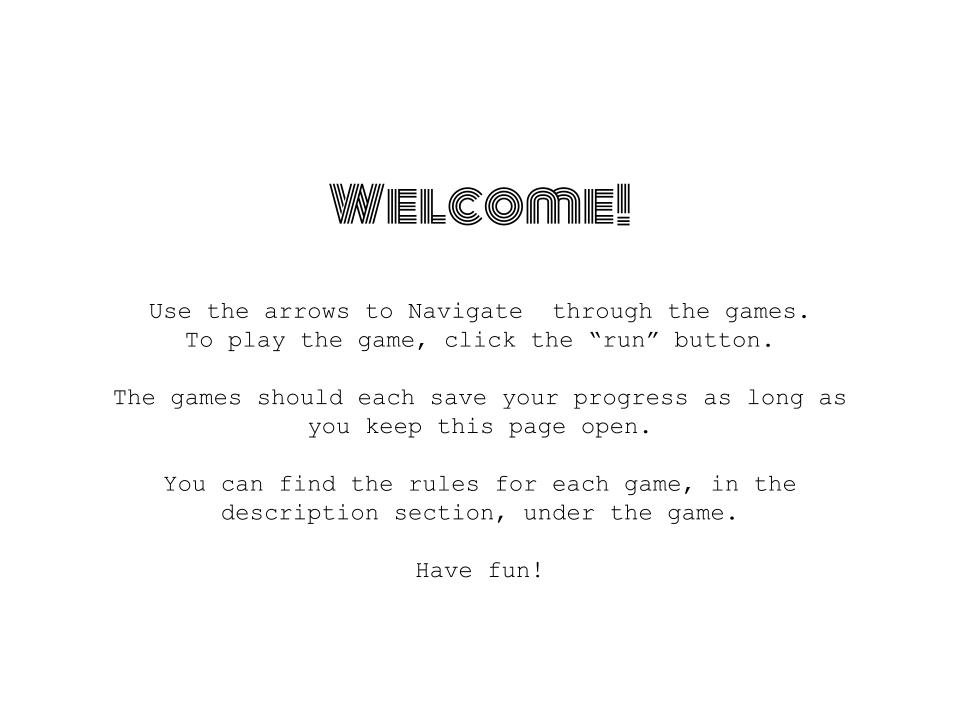 Welcome!
Use the arrows to Navigate  through the games.
To play the game, click the “run” button.
The games should each save your progress as long as
you keep this page open.
You can find the rules for each game, in the
description section, under the game.
Have fun!